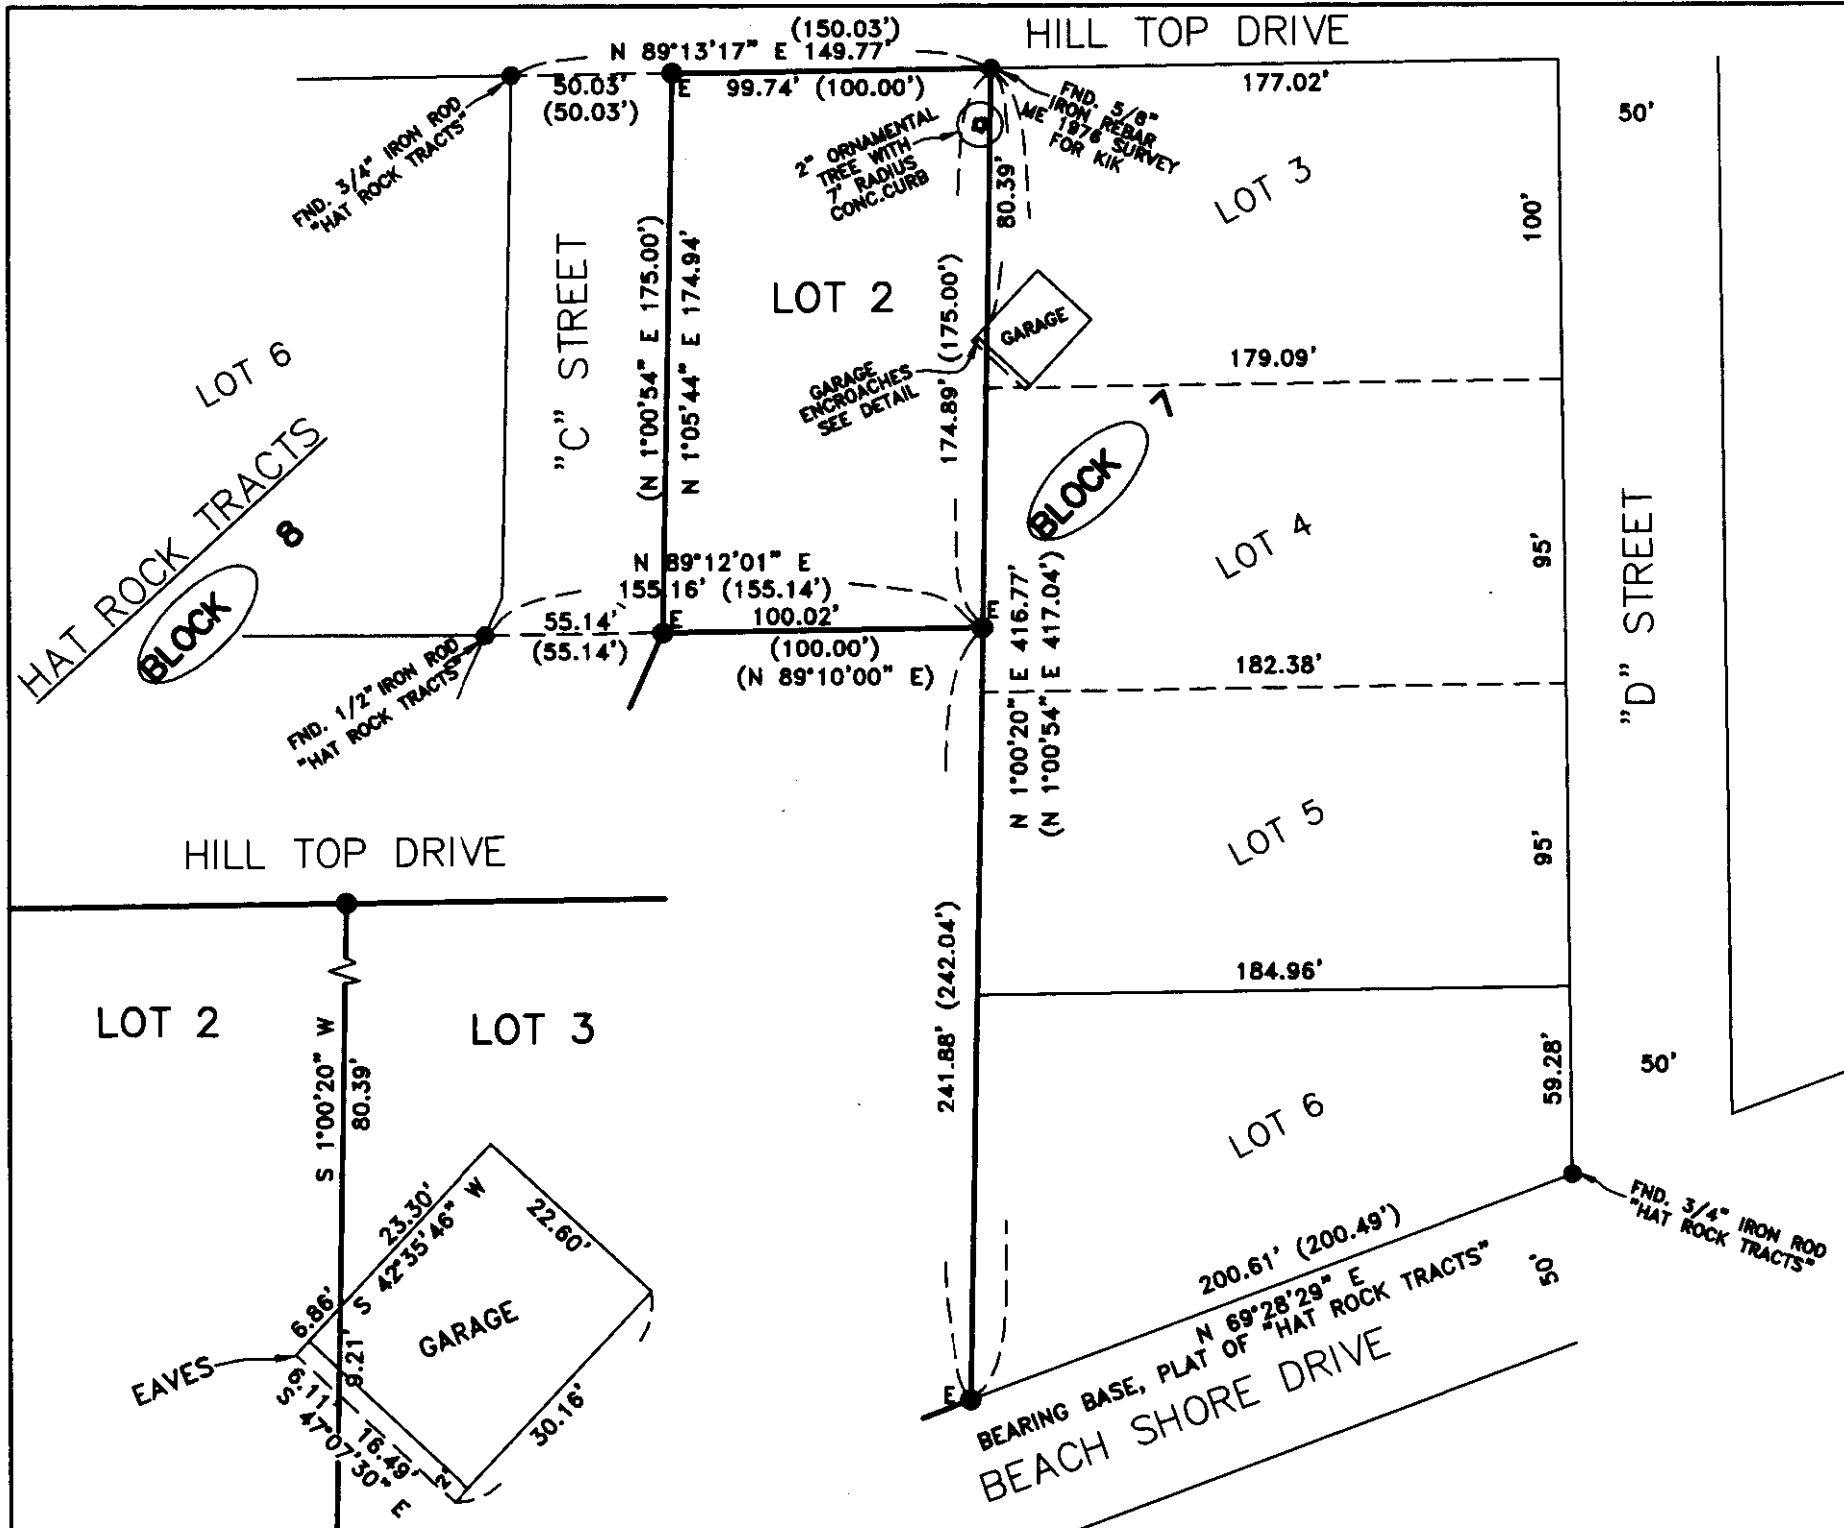 HILL TOP DRIVE
(150.03')
N 89°13'17" E 149.77'
50.03'
(50.03')
E
99.74' (100.00')
177.02'
50'
FND. 3/4" IRON ROD
"HAT ROCK TRACTS"
2" ORNAMENTAL
TREE WITH
7' RADIUS
CONC.CURB
FND. 5/8"
IRON REBAR
ME 1976 SURVEY
FOR KIK
80.39'
LOT 3
100'
"C" STREET
(N 1°00'54" E 175.00')
N 1°05'44" E 174.94'
LOT 2
174.89' (175.00')
GARAGE
GARAGE
ENCROACHES
SEE DETAIL
179.09'
LOT 6
HAT ROCK TRACTS
BLOCK
8
BLOCK
7
LOT 4
95'
"D" STREET
N 89°12'01" E
155.16' (155.14')
55.14'
(55.14')
E
100.02'
(100.00')
(N 89°10'00" E)
E
FND. 1/2" IRON ROD
"HAT ROCK TRACTS"
N 1°00'20" E 416.77'
(N 1°00'54" E 417.04')
182.38'
LOT 5
95'
241.88' (242.04')
184.96'
LOT 6
59.28'
50'
FND. 3/4" IRON ROD
"HAT ROCK TRACTS"
200.61' (200.49')
N 69°28'29" E
BEARING BASE, PLAT OF "HAT ROCK TRACTS"
50'
E
BEACH SHORE DRIVE
HILL TOP DRIVE
LOT 2
LOT 3
S 1°00'20" W
80.39'
23.30'
S 42°35'46" W
22.60'
6.86'
9.21'
GARAGE
EAVES
6.11'
16.49'
S 47°07'30" E
2'
30.16'